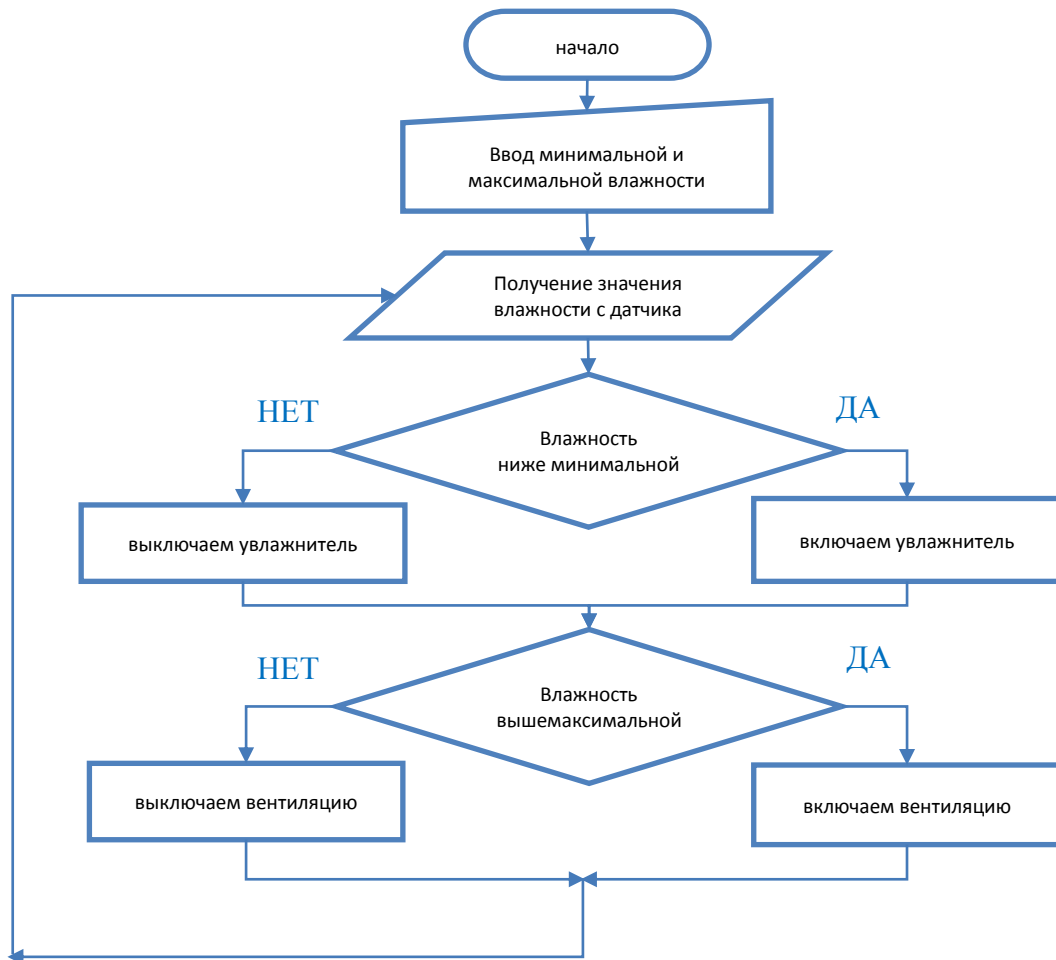 начало
Ввод минимальной и
максимальной влажности
Получение значения
влажности с датчика
НЕТ
ДА
Влажность
ниже минимальной
выключаем увлажнитель
включаем увлажнитель
НЕТ
ДА
Влажность
вышемаксимальной
выключаем вентиляцию
включаем вентиляцию